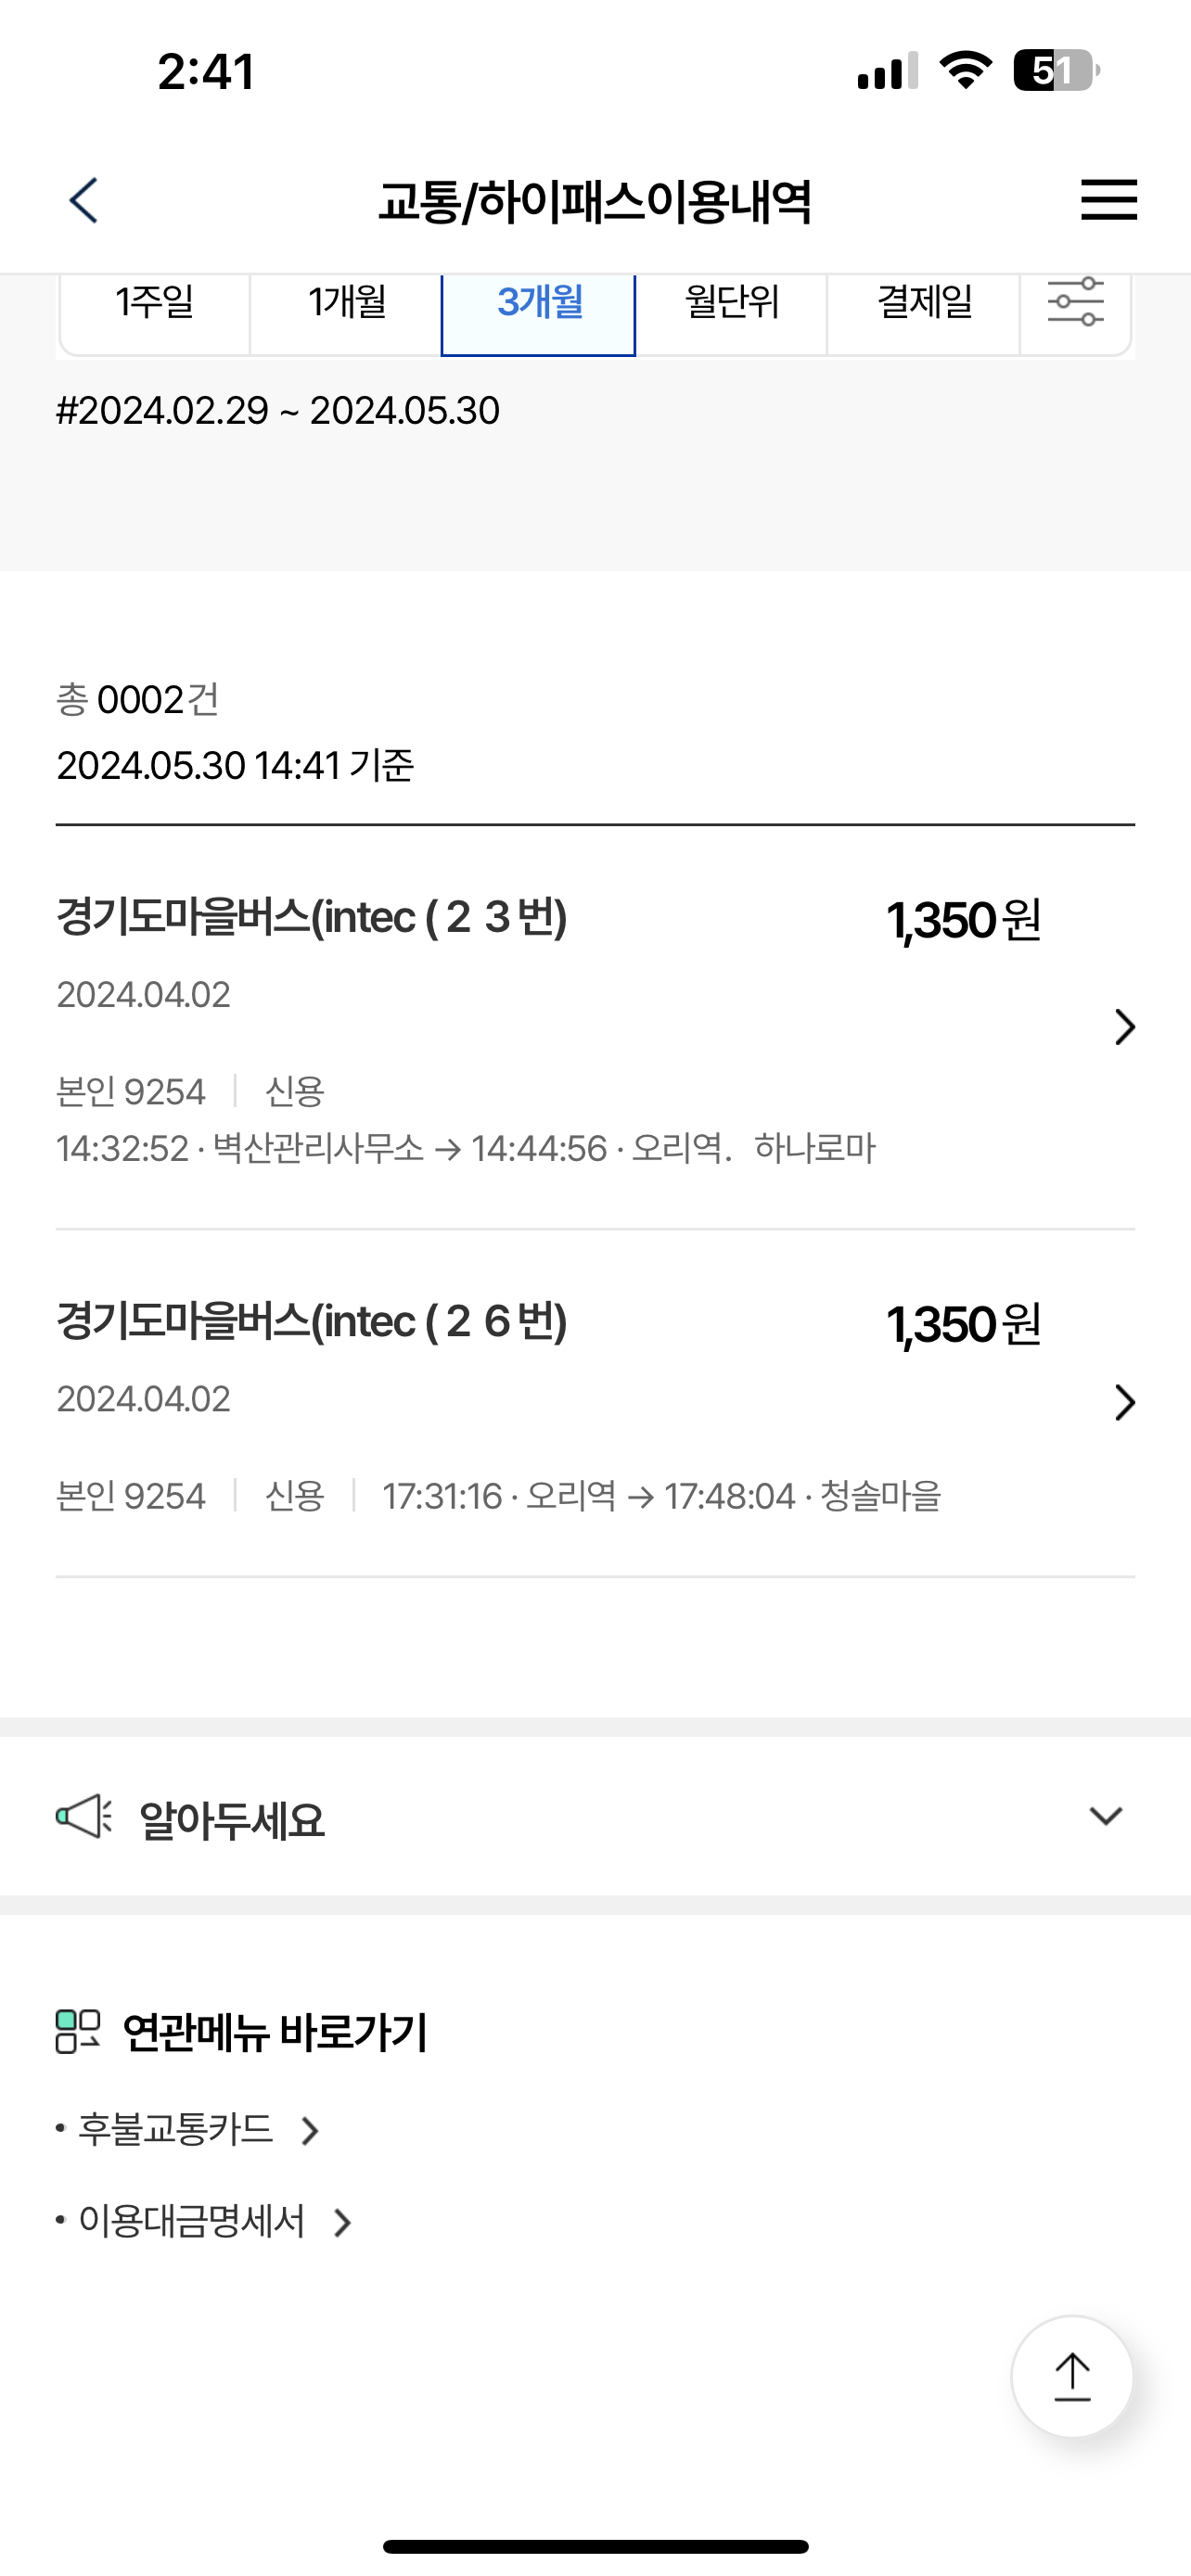 2:41
51
교통/하이패스이용내역
1주일 1개월 3개월 월단위 결제일
#2024.02.29 ~ 2024.05.30
총 0002건
2024.05.30 14:41 기준
경기도마을버스(intec (２３번) 1,350원
2024.04.02
본인 9254 신용
14:32:52 · 벽산관리사무소 → 14:44:56 · 오리역． 하나로마
경기도마을버스(intec (２６번) 1,350원
2024.04.02
본인 9254 신용 17:31:16 · 오리역 → 17:48:04 · 청솔마을
알아두세요
연관메뉴 바로가기
• 후불교통카드
• 이용대금명세서